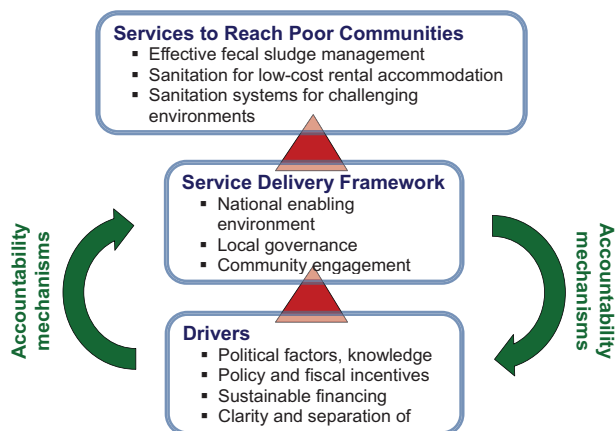 Services to Reach Poor Communities
▪ Effective fecal sludge management
▪ Sanitation for low-cost rental accommodation
▪ Sanitation systems for challenging
environments
Service Delivery Framework
▪ National enabling
environment
▪ Local governance
▪ Community engagement
Accountability
mechanisms
Accountability
mechanisms
Drivers
▪ Political factors, knowledge
▪ Policy and fiscal incentives
▪ Sustainable financing
▪ Clarity and separation of